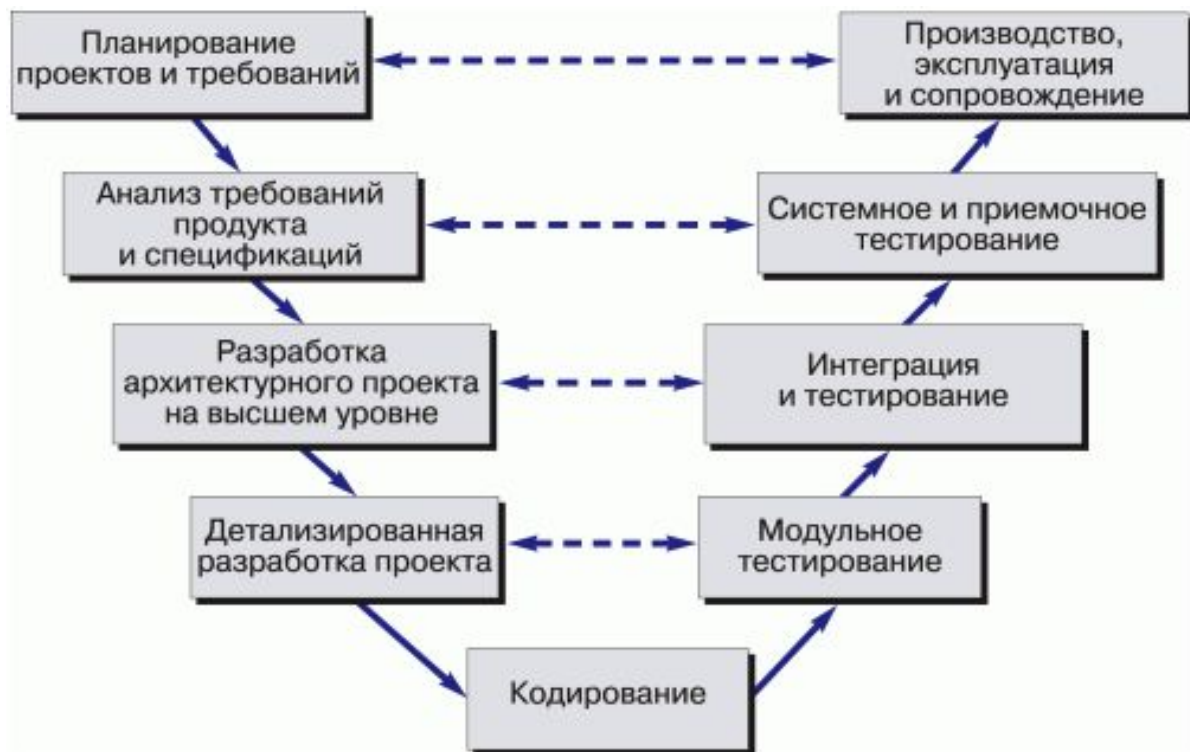 Планирование
проектов и требований
Производство,
эксплуатация
и сопровождение
Анализ требований
продукта
и спецификаций
Системное и приемочное
тестирование
Разработка
архитектурного проекта
на высшем уровне
Интеграция
и тестирование
Детализированная
разработка проекта
Модульное
тестирование
Кодирование